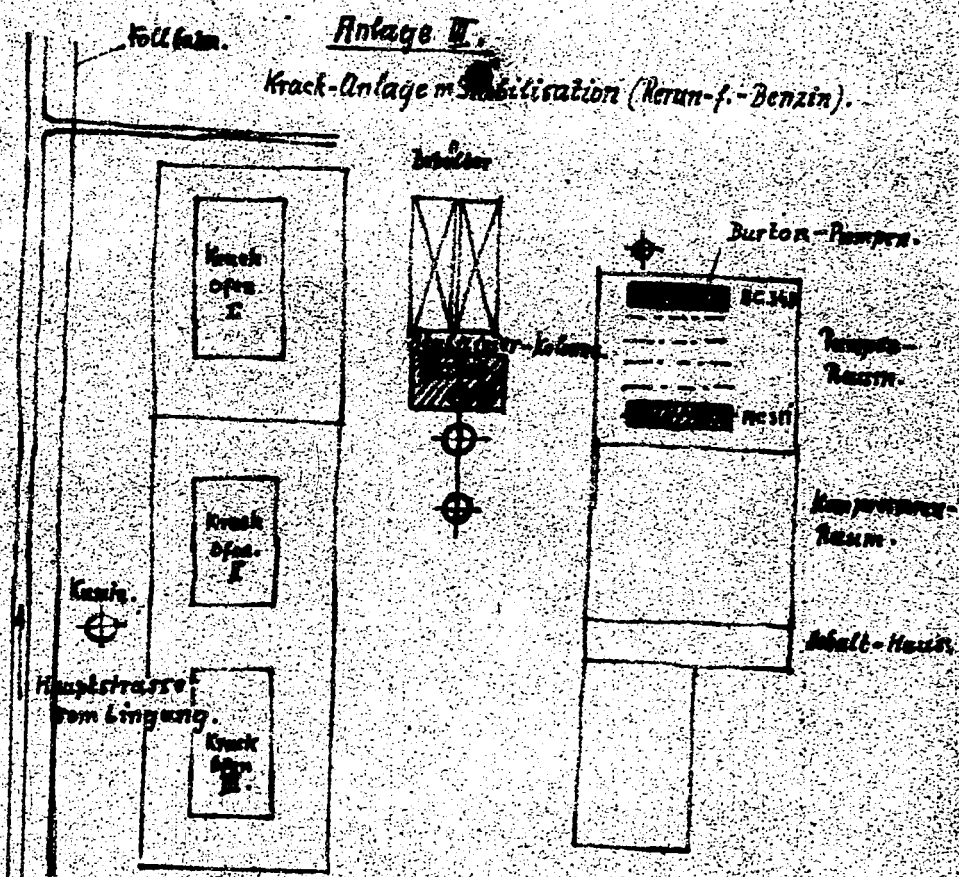 Anlage III.
Krack-Anlage m Stabilisation (Rerun-f.-Benzin).
Behälter
Burton-Pumpen.
Krack
Ofen
I
Pumpen-
Raum.
Krack
Ofen.
II
Kompressoren-
Raum.
Kamin.
Schalt-Haus.
Hauptstrasse
vom Eingang.
Krack
Ofen
III.